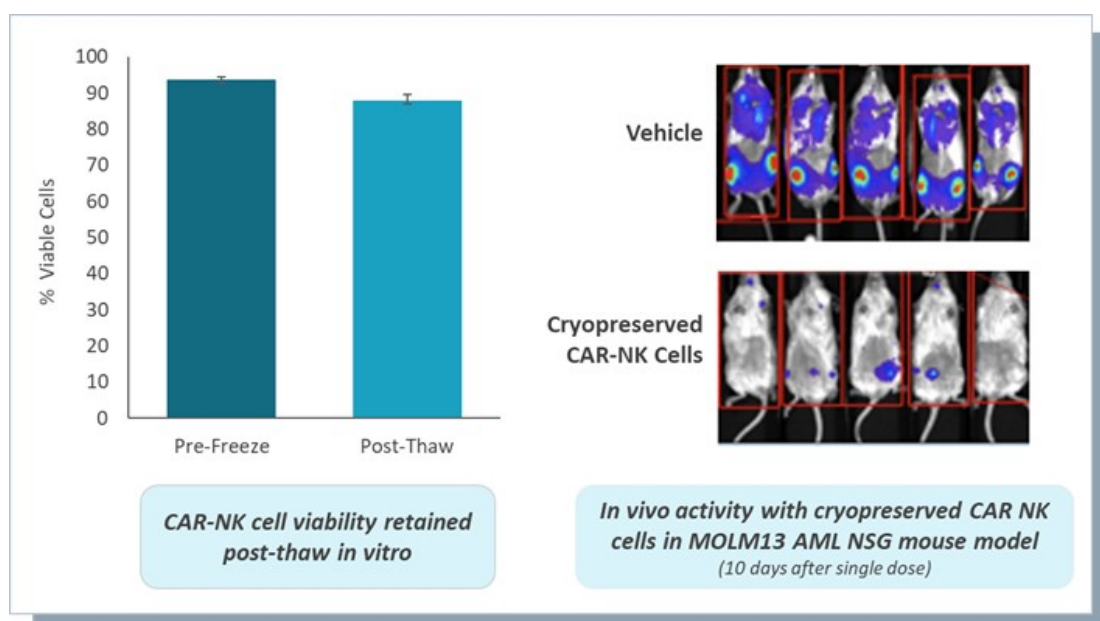 100
90
80
70
60
50
40
30
20
10
0
% Viable Cells
Pre-Freeze
Post-Thaw
CAR-NK cell viability retained
post-thaw in vitro
Vehicle
Cryopreserved
CAR-NK Cells
In vivo activity with cryopreserved CAR NK
cells in MOLM13 AML NSG mouse model
(10 days after single dose)